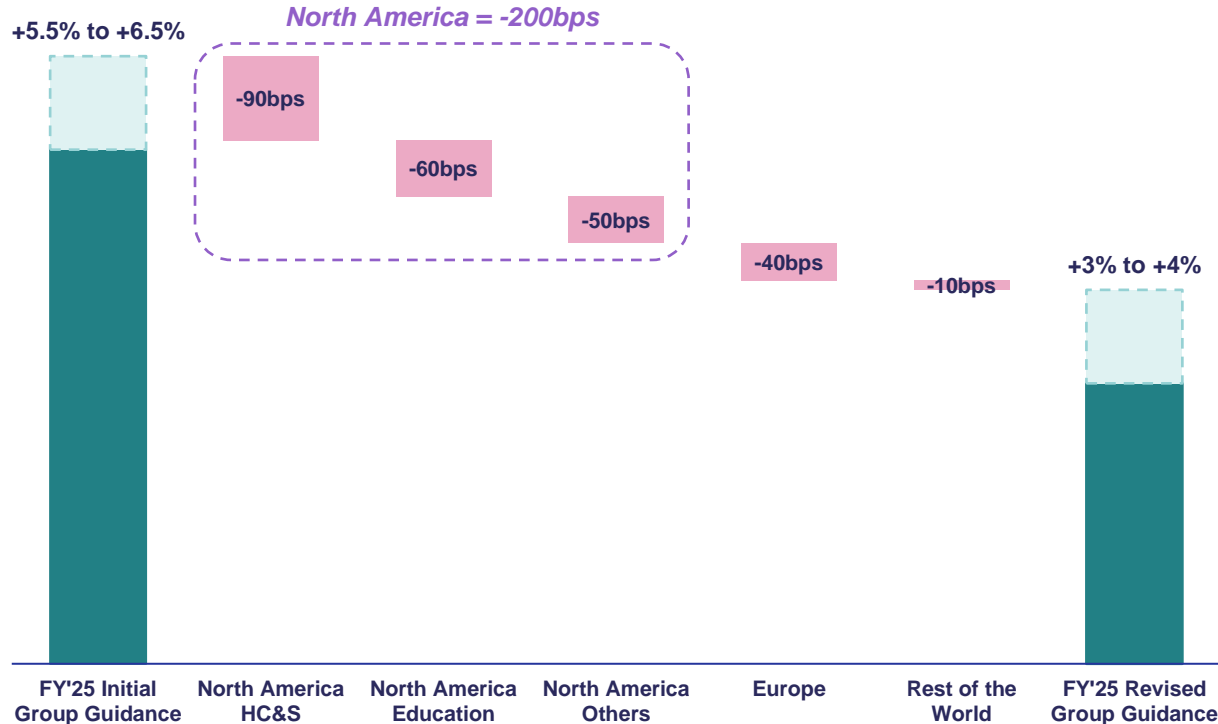 North America = -200bps
+5.5% to +6.5%
-90bps
-60bps
-50bps
-40bps
-10bps
+3% to +4%
FY'25 Initial
Group Guidance
North America
HC&S
North America
Education
North America
Others
Europe
Rest of the
World
FY'25 Revised
Group Guidance